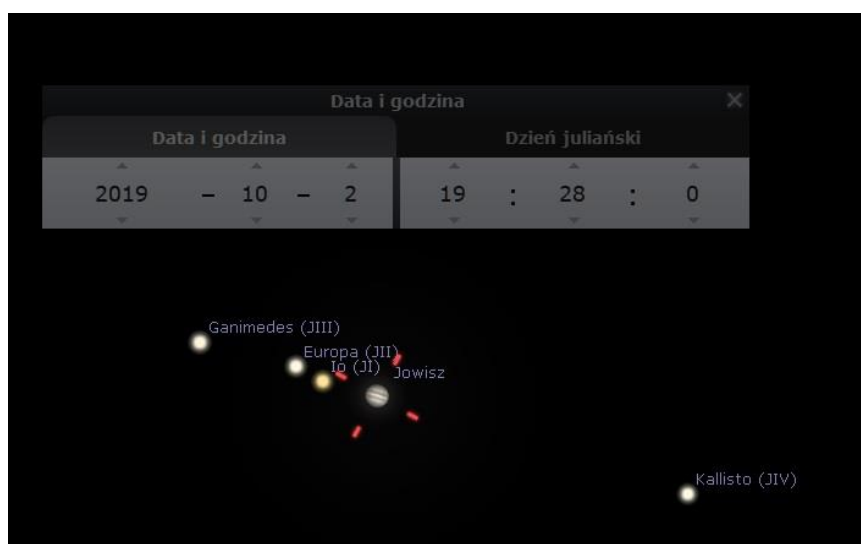 Data i godzina
Data i godzina
Dzień juliański
2019 – 10 – 2 19 : 28 : 0
Ganimedes (JIII)
Europa (JII)
Io (JI)
Jowisz
Kallisto (JIV)